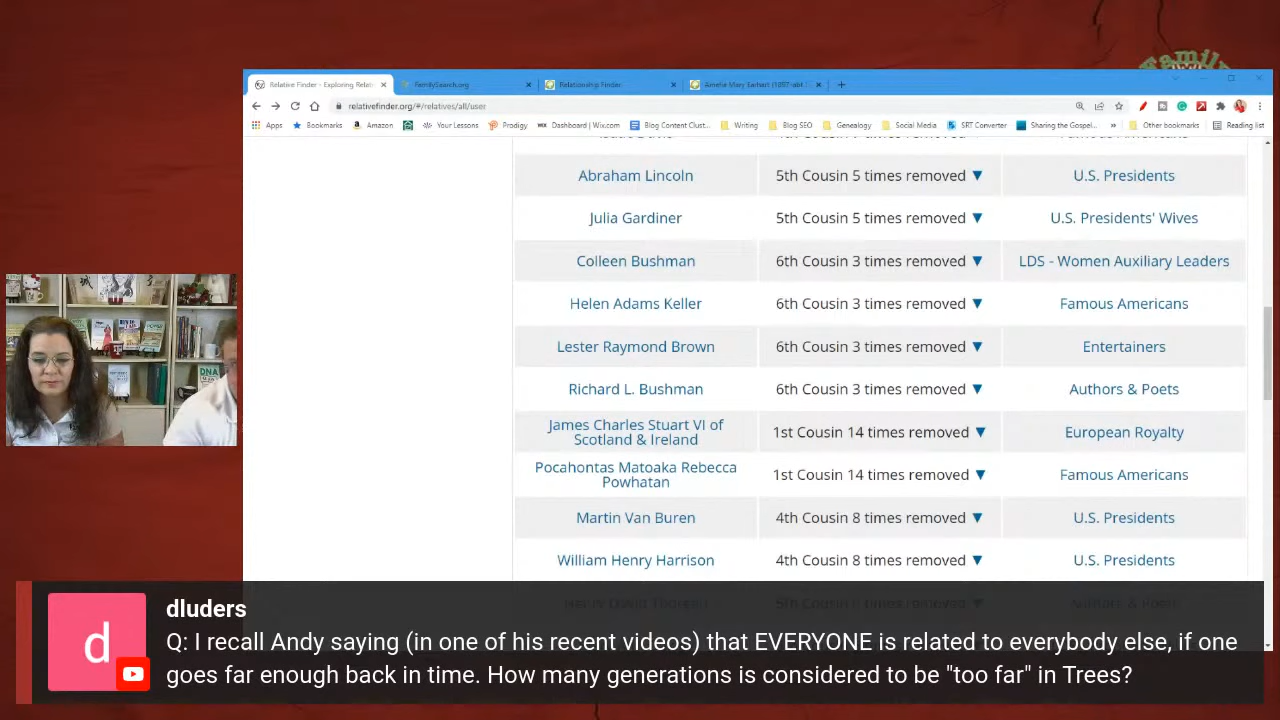 Family
Relative Finder - Exploring Relati
FamilySearch.org
Relationship Finder
Amelia Mary Earhart (1897-abt.
relativefinder.org/#/relatives/all/user
Apps
Bookmarks
Amazon
Your Lessons
Prodigy
Dashboard | Wix.com
Blog Content Clust...
Writing
Blog SEO
Genealogy
Social Media
SRT Converter
Sharing the Gospel...
»
Other bookmarks
Reading list
Abraham Lincoln 5th Cousin 5 times removed ▼ U.S. Presidents
Julia Gardiner 5th Cousin 5 times removed ▼ U.S. Presidents' Wives
Colleen Bushman 6th Cousin 3 times removed ▼ LDS - Women Auxiliary Leaders
Helen Adams Keller 6th Cousin 3 times removed ▼ Famous Americans
Lester Raymond Brown 6th Cousin 3 times removed ▼ Entertainers
Richard L. Bushman 6th Cousin 3 times removed ▼ Authors & Poets
James Charles Stuart VI of
Scotland & Ireland
1st Cousin 14 times removed ▼ European Royalty
Pocahontas Matoaka Rebecca
Powhatan
1st Cousin 14 times removed ▼ Famous Americans
Martin Van Buren 4th Cousin 8 times removed ▼ U.S. Presidents
William Henry Harrison 4th Cousin 8 times removed ▼ U.S. Presidents
Henry David Thoreau
DNA
d
dluders
Q: I recall Andy saying (in one of his recent videos) that EVERYONE is related to everybody else, if one
goes far enough back in time. How many generations is considered to be "too far" in Trees?